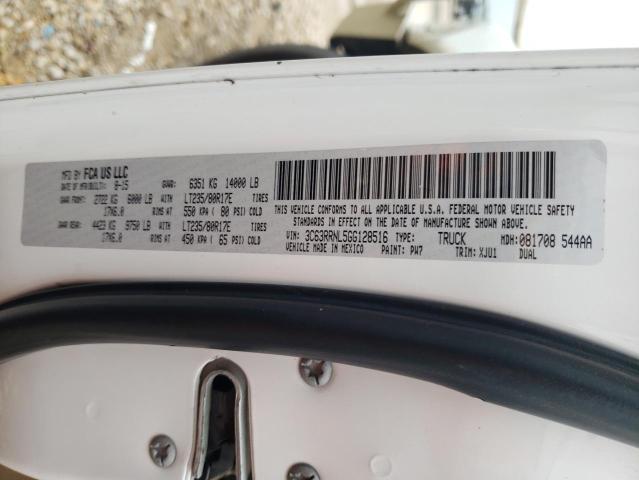 MFD BY FCA US LLC
DATE OF MFR(BUILT): 8-15 GVWR: 6351 KG 14000 LB
GAWR FRONT: 2722 KG 6000 LB WITH LT235/80R17E TIRES
17X6.0 RIMS AT 550 KPA ( 80 PSI) COLD
GAWR REAR: 4423 KG 9750 LB WITH LT235/80R17E TIRES
17X6.0 RIMS AT 450 KPA ( 65 PSI) COLD
THIS VEHICLE CONFORMS TO ALL APPLICABLE U.S.A. FEDERAL MOTOR VEHICLE SAFETY
STANDARDS IN EFFECT ON THE DATE OF MANUFACTURE SHOWN ABOVE.
VIN: 3C63RRNL5GG128516 TYPE: TRUCK MDH: 081708 544AA
VEHICLE MADE IN MEXICO PAINT: PW7 TRIM: XJU1 DUAL